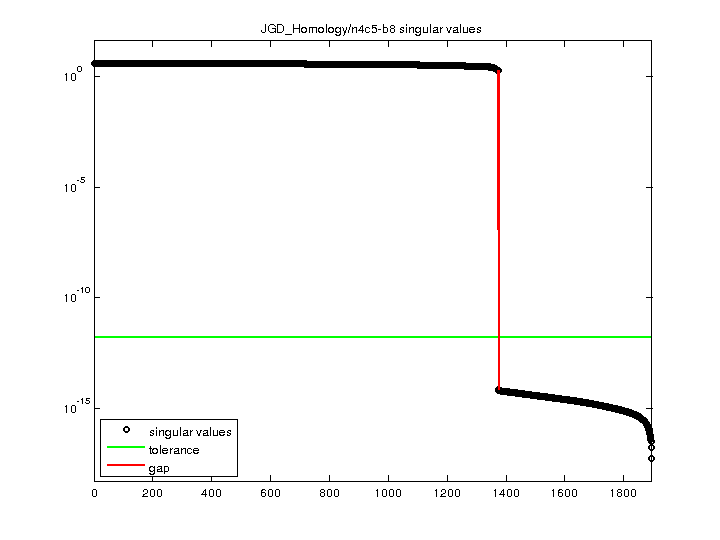 JGD_Homology/n4c5-b8 singular values
10^0
10^-5
10^-10
10^-15
singular values
tolerance
gap
0 200 400 600 800 1000 1200 1400 1600 1800